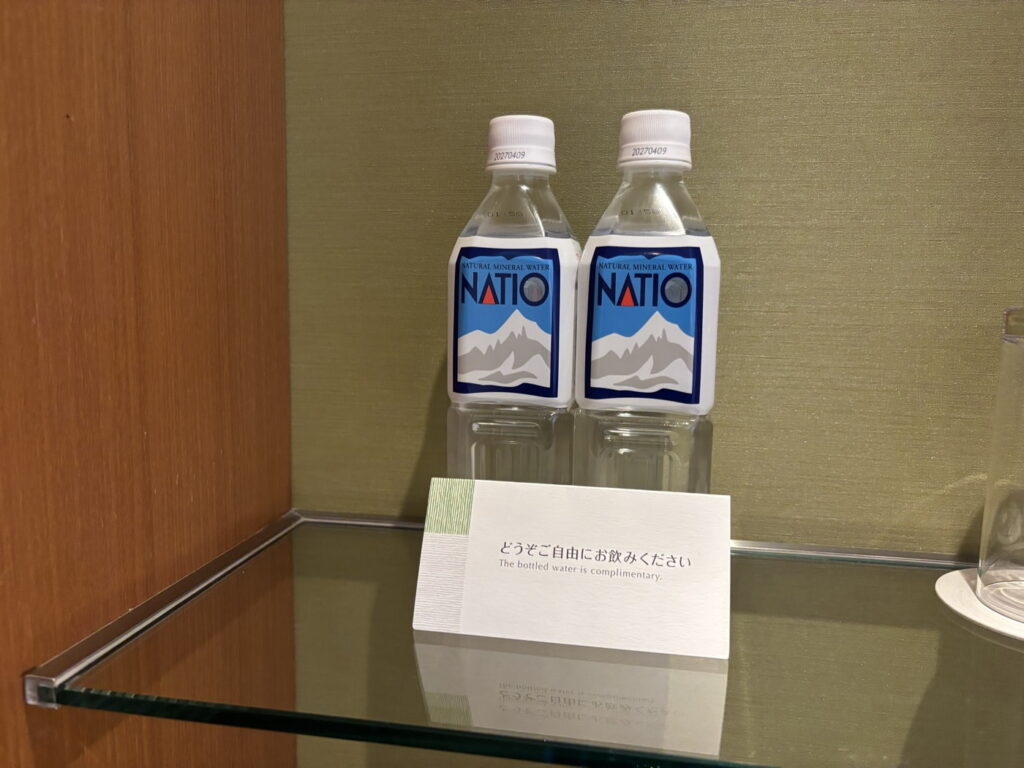 20270409
20270409
NATURAL MINERAL WATER
NATIO
NATURAL MINERAL WATER
NATIO
どうぞご自由にお飲みください
The bottled water is complimentary.